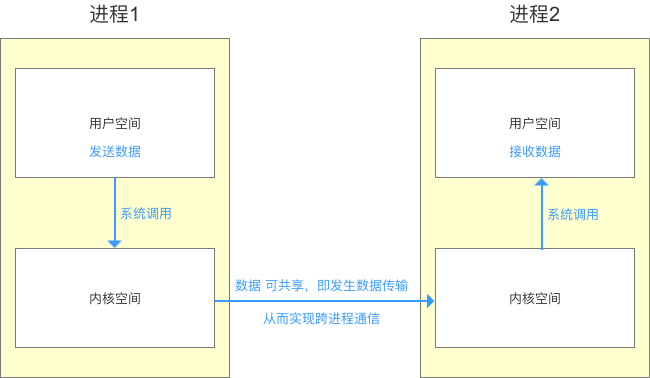 进程1
进程2
用户空间
发送数据
用户空间
接收数据
系统调用
系统调用
内核空间
数据 可共享，即发生数据传输
从而实现跨进程通信
内核空间